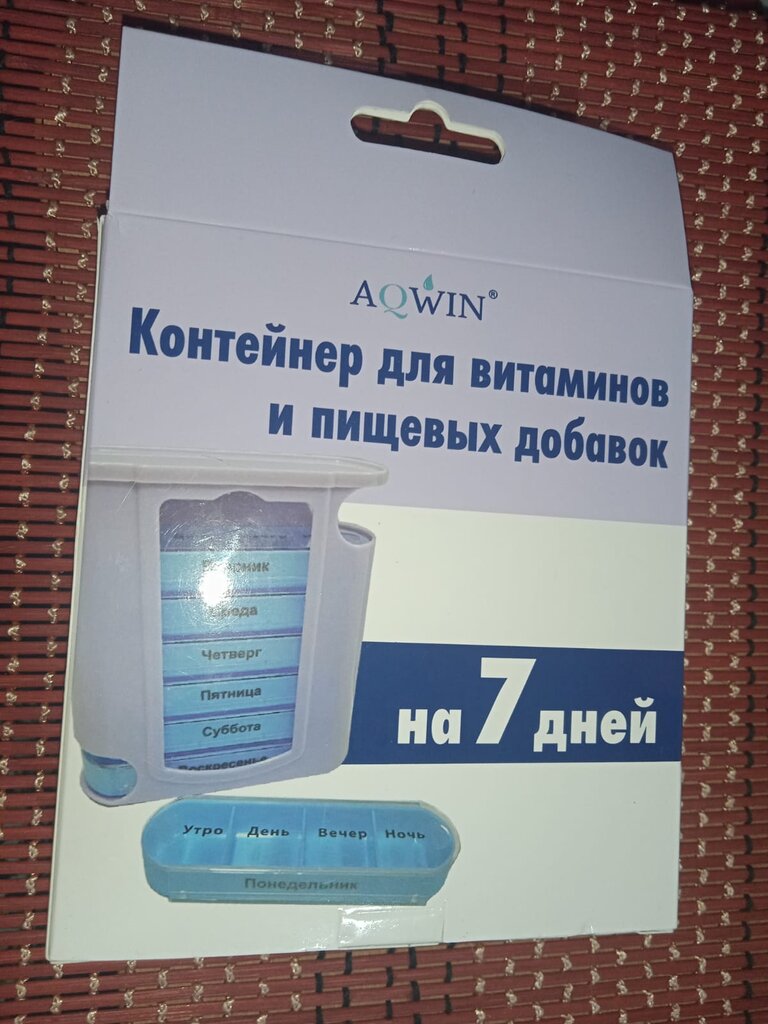 AQWIN®
Контейнер для витаминов
и пищевых добавок
Четверг
Пятница
Суббота
на 7 дней
Утро День Вечер Ночь
Понедельник